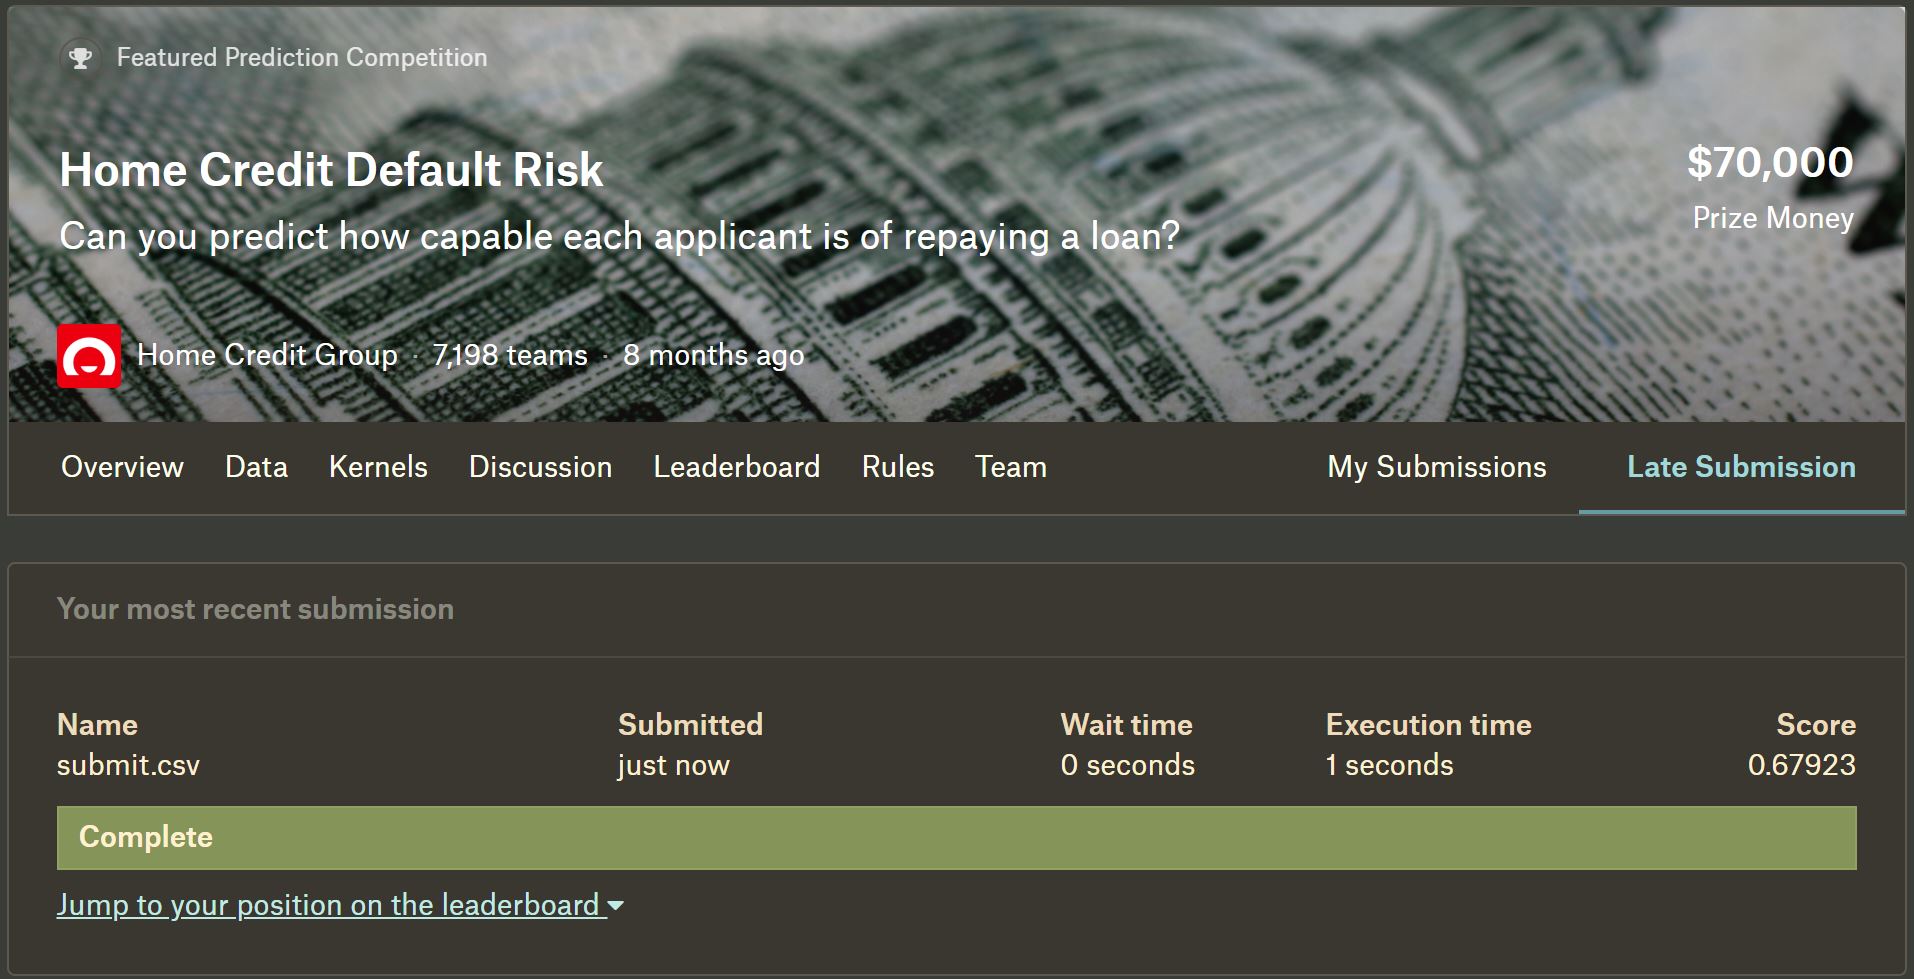 Featured Prediction Competition
Home Credit Default Risk
Can you predict how capable each applicant is of repaying a loan?
$70,000
Prize Money
Home Credit Group · 7,198 teams · 8 months ago
Overview Data Kernels Discussion Leaderboard Rules Team My Submissions Late Submission
Your most recent submission
Name Submitted Wait time Execution time Score
submit.csv just now 0 seconds 1 seconds 0.67923
Complete
Jump to your position on the leaderboard